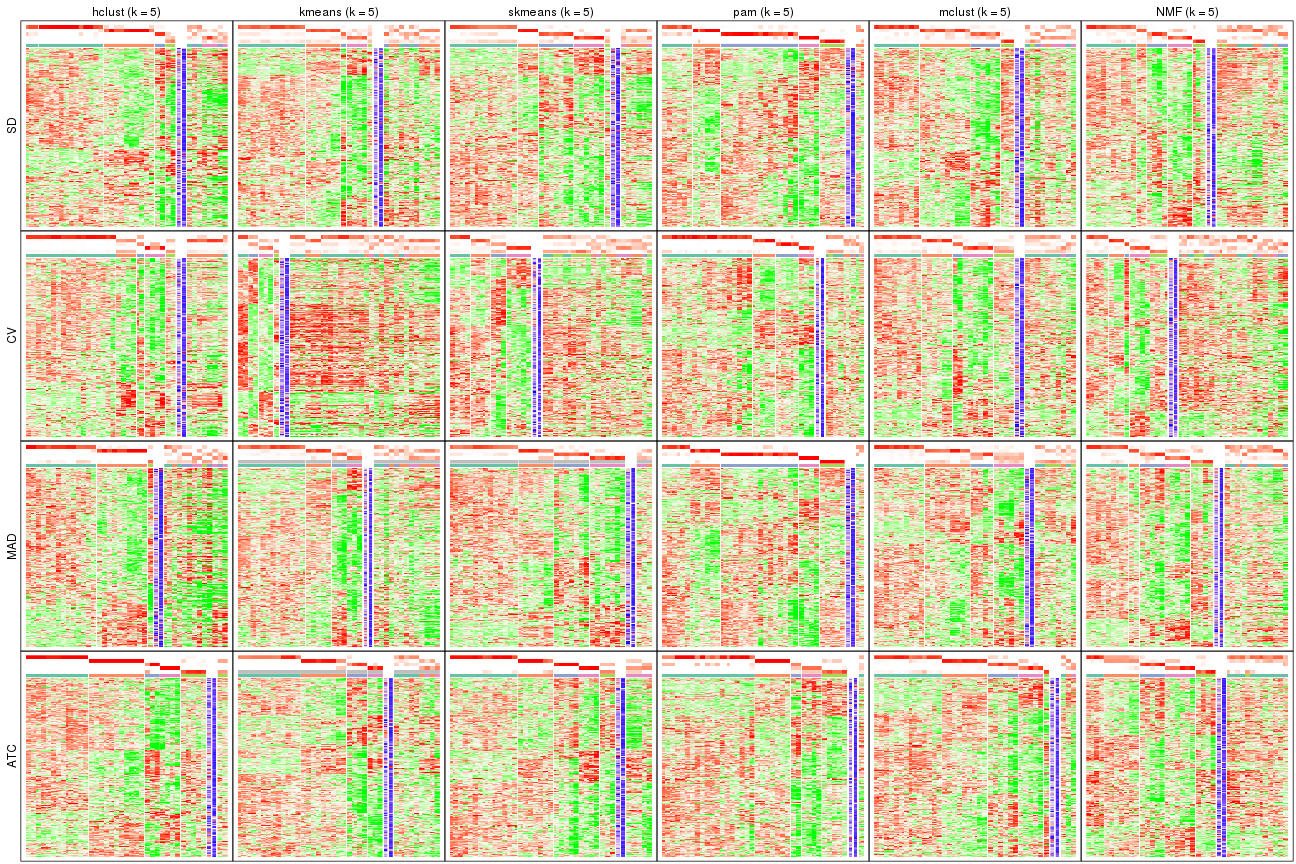 hclust (k = 5) kmeans (k = 5) skmeans (k = 5) pam (k = 5) mclust (k = 5) NMF (k = 5)
SD
CV
MAD
ATC